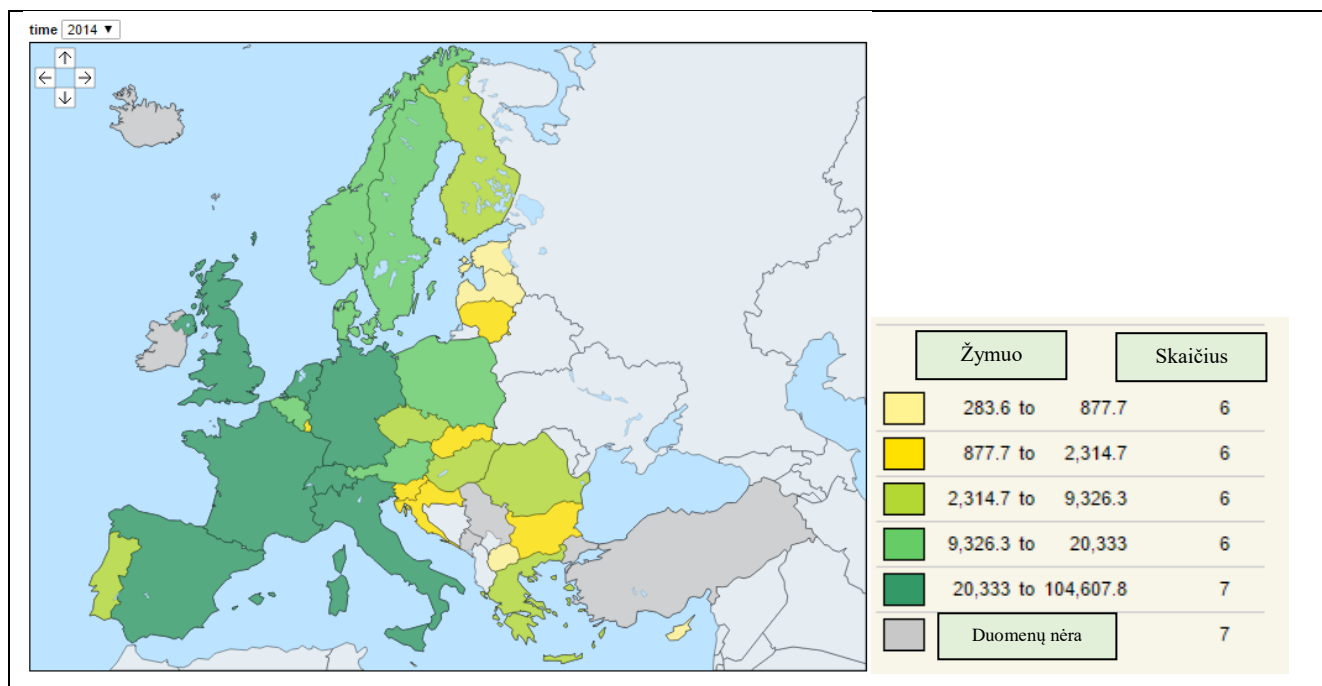 time 2014 ▼
Žymuo Skaičius
283.6 to 877.7 6
877.7 to 2,314.7 6
2,314.7 to 9,326.3 6
9,326.3 to 20,333 6
20,333 to 104,607.8 7
Duomenų nėra 7